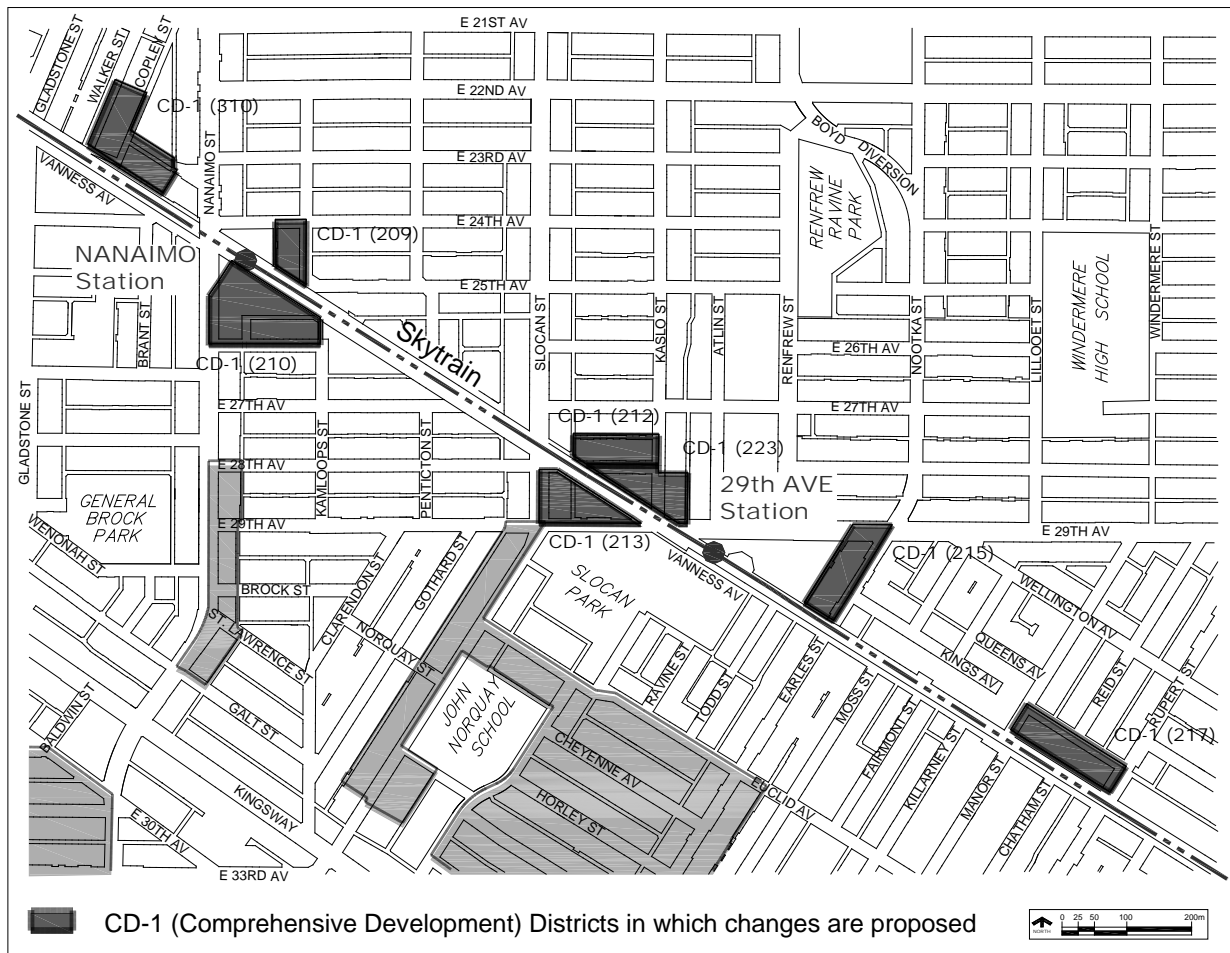 E 21ST AV
GLADSTONE ST
WALKER ST
COPLEY ST
CD-1 (310)
E 22ND AV
BOYD DIVERSION
NANAIMO ST
E 23RD AV
VANNESS AV
RENFREW
RAVINE
PARK
E 24TH AV
CD-1 (209)
NANAIMO
Station
WINDERMERE ST
WINDERMERE
HIGH SCHOOL
E 25TH AV
BRANT ST
Skytrain
SLOCAN ST
KASLO ST
ATLIN ST
RENFREW ST
NOOTKA ST
LILLOOET ST
E 26TH AV
CD-1 (210)
GLADSTONE ST
E 27TH AV
CD-1 (212)
E 27TH AV
KAMLOOPS ST
PENTICTON ST
CD-1 (223)
E 28TH AV
29th AVE
Station
GENERAL
BROCK
PARK
E 29TH AV
E 29TH AV
CD-1 (213)
VANNESS AV
CD-1 (215)
WENONAH ST
BROCK ST
CLARENDON ST
GOTHARD ST
SLOCAN
PARK
WELLINGTON AV
ST. LAWRENCE ST
NORQUAY ST
QUEENS AV
KINGS AV
RAVINE ST
TODD ST
EARLES ST
MOSS ST
REID ST
RUPERT ST
BALDWIN ST
GALT ST
JOHN
NORQUAY
SCHOOL
FAIRMONT ST
KILLARNEY ST
MANOR ST
CHATHAM ST
CD-1 (217)
CHEYENNE AV
EUCLID AV
KINGSWAY
HORLEY ST
E 30TH AV
E 33RD AV
CD-1 (Comprehensive Development) Districts in which changes are proposed
NORTH
0 25 50 100 200m